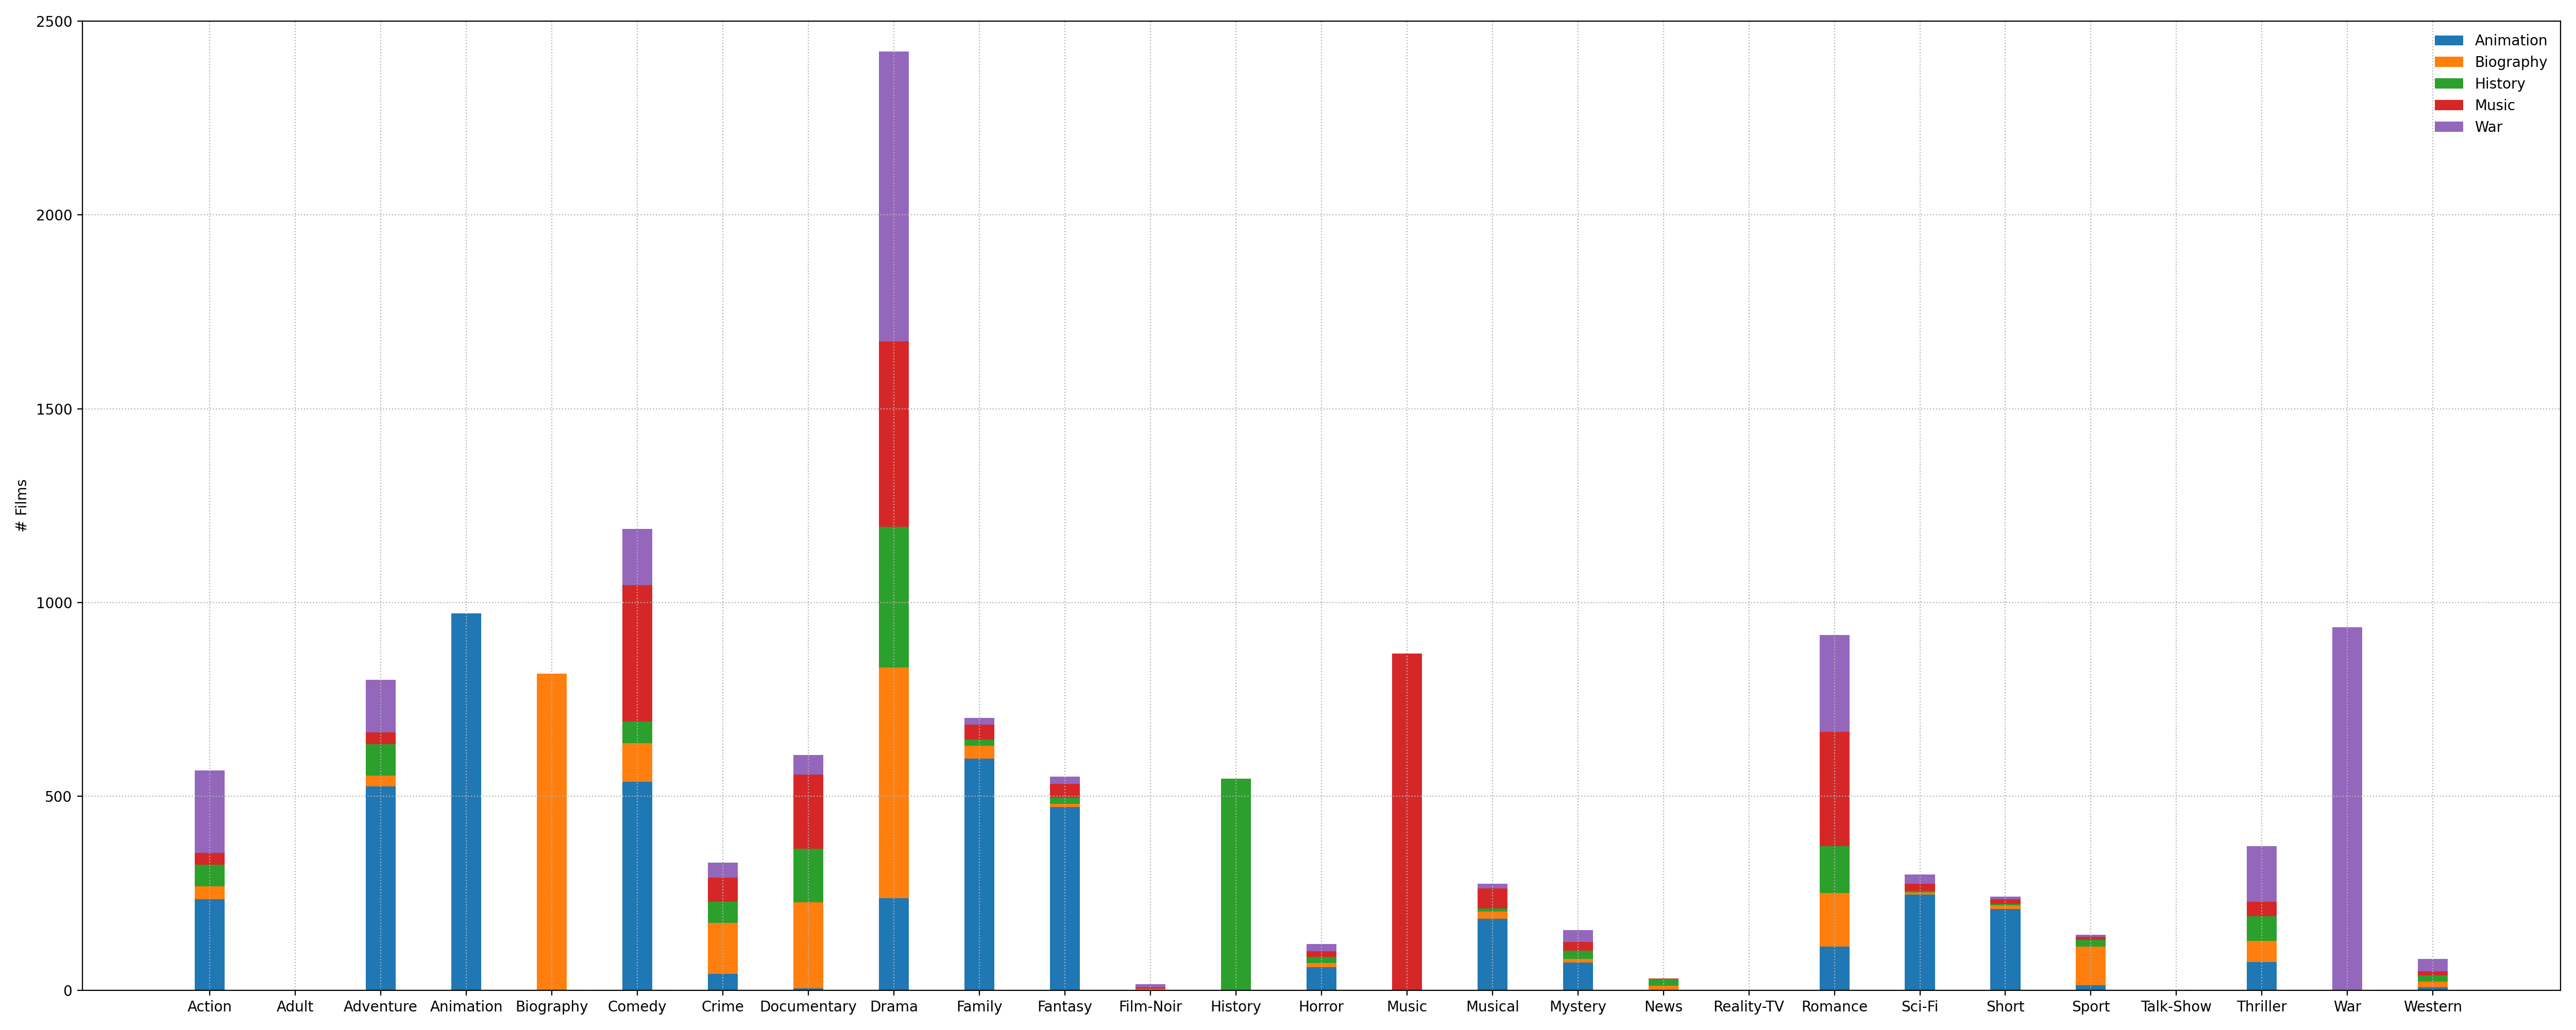 2500
2000
1500
1000
500
0
# Films
Animation
Biography
History
Music
War
Action Adult Adventure Animation Biography Comedy Crime Documentary Drama Family Fantasy Film-Noir History Horror Music Musical Mystery News Reality-TV Romance Sci-Fi Short Sport Talk-Show Thriller War Western